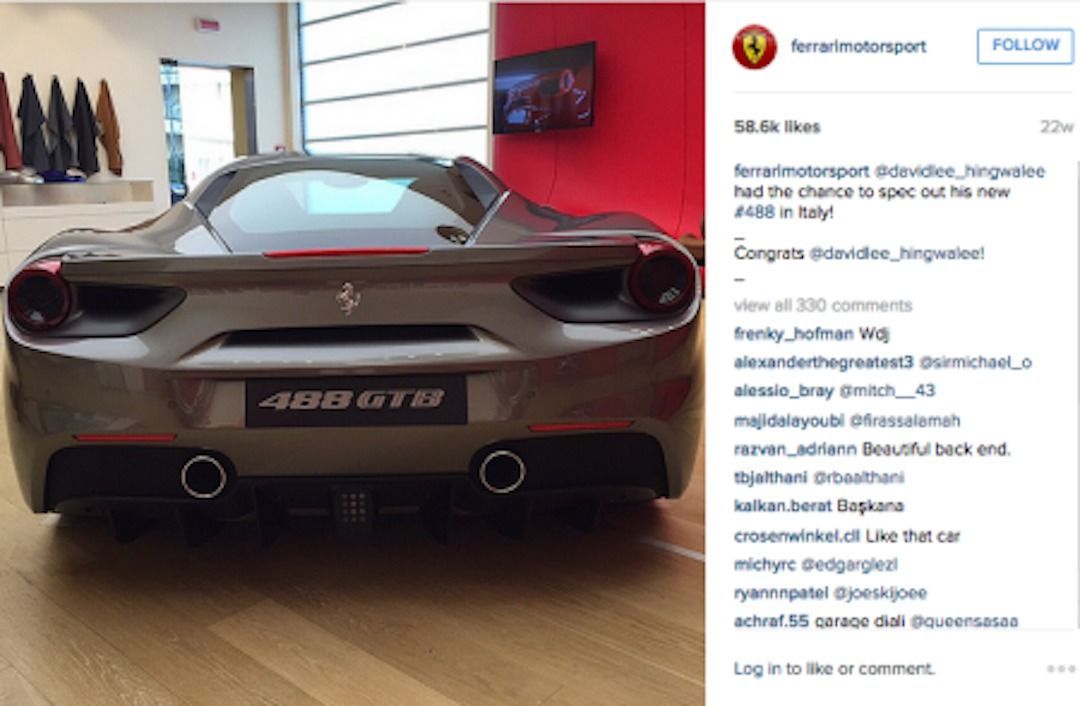 488 GTB
ferrarimotorsport
FOLLOW
58.6k likes
22w
ferrarimotorsport @davidlee_hingwalee
had the chance to spec out his new
#488 in Italy!
_
Congrats @davidlee_hingwalee!
_
view all 330 comments
frenky_hofman Wdj
alexanderthegreatest3 @sirmichael_o
alessio_bray @mitch__43
majidalayoubi @firassalamah
razvan_adriann Beautiful back end.
tbjalthani @rbaalthani
kalkan.berat Başkana
crosenwinkel.cll Like that car
michyrc @edgarglezl
ryannnpatel @joeskijoee
achraf.55 garage diali @queensasaa
Log in to like or comment.